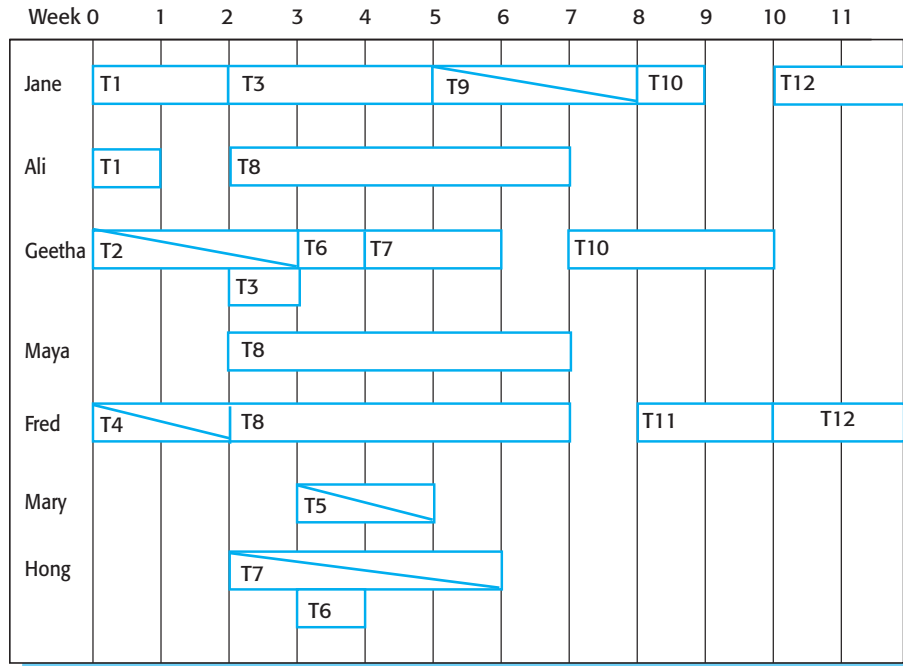 Week 0 1 2 3 4 5 6 7 8 9 10 11
Jane T1 T3 T9 T10 T12
Ali T1 T8
Geetha T2 T6 T7 T10
T3
Maya T8
Fred T4 T8 T11 T12
Mary T5
Hong T7
T6